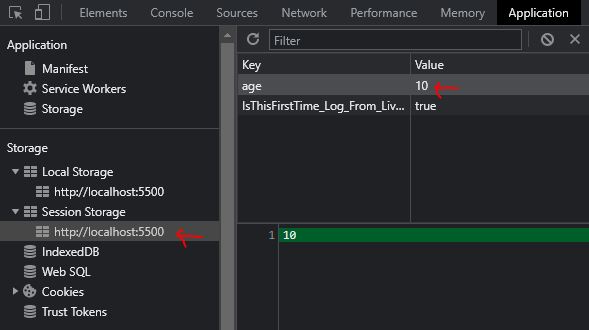 Elements Console Sources Network Performance Memory Application
Application
Manifest
Service Workers
Storage
Storage
Local Storage
http://localhost:5500
Session Storage
http://localhost:5500
IndexedDB
Web SQL
Cookies
Trust Tokens
Filter
Key Value
age 10
IsThisFirstTime_Log_From_Liv... true
1 10